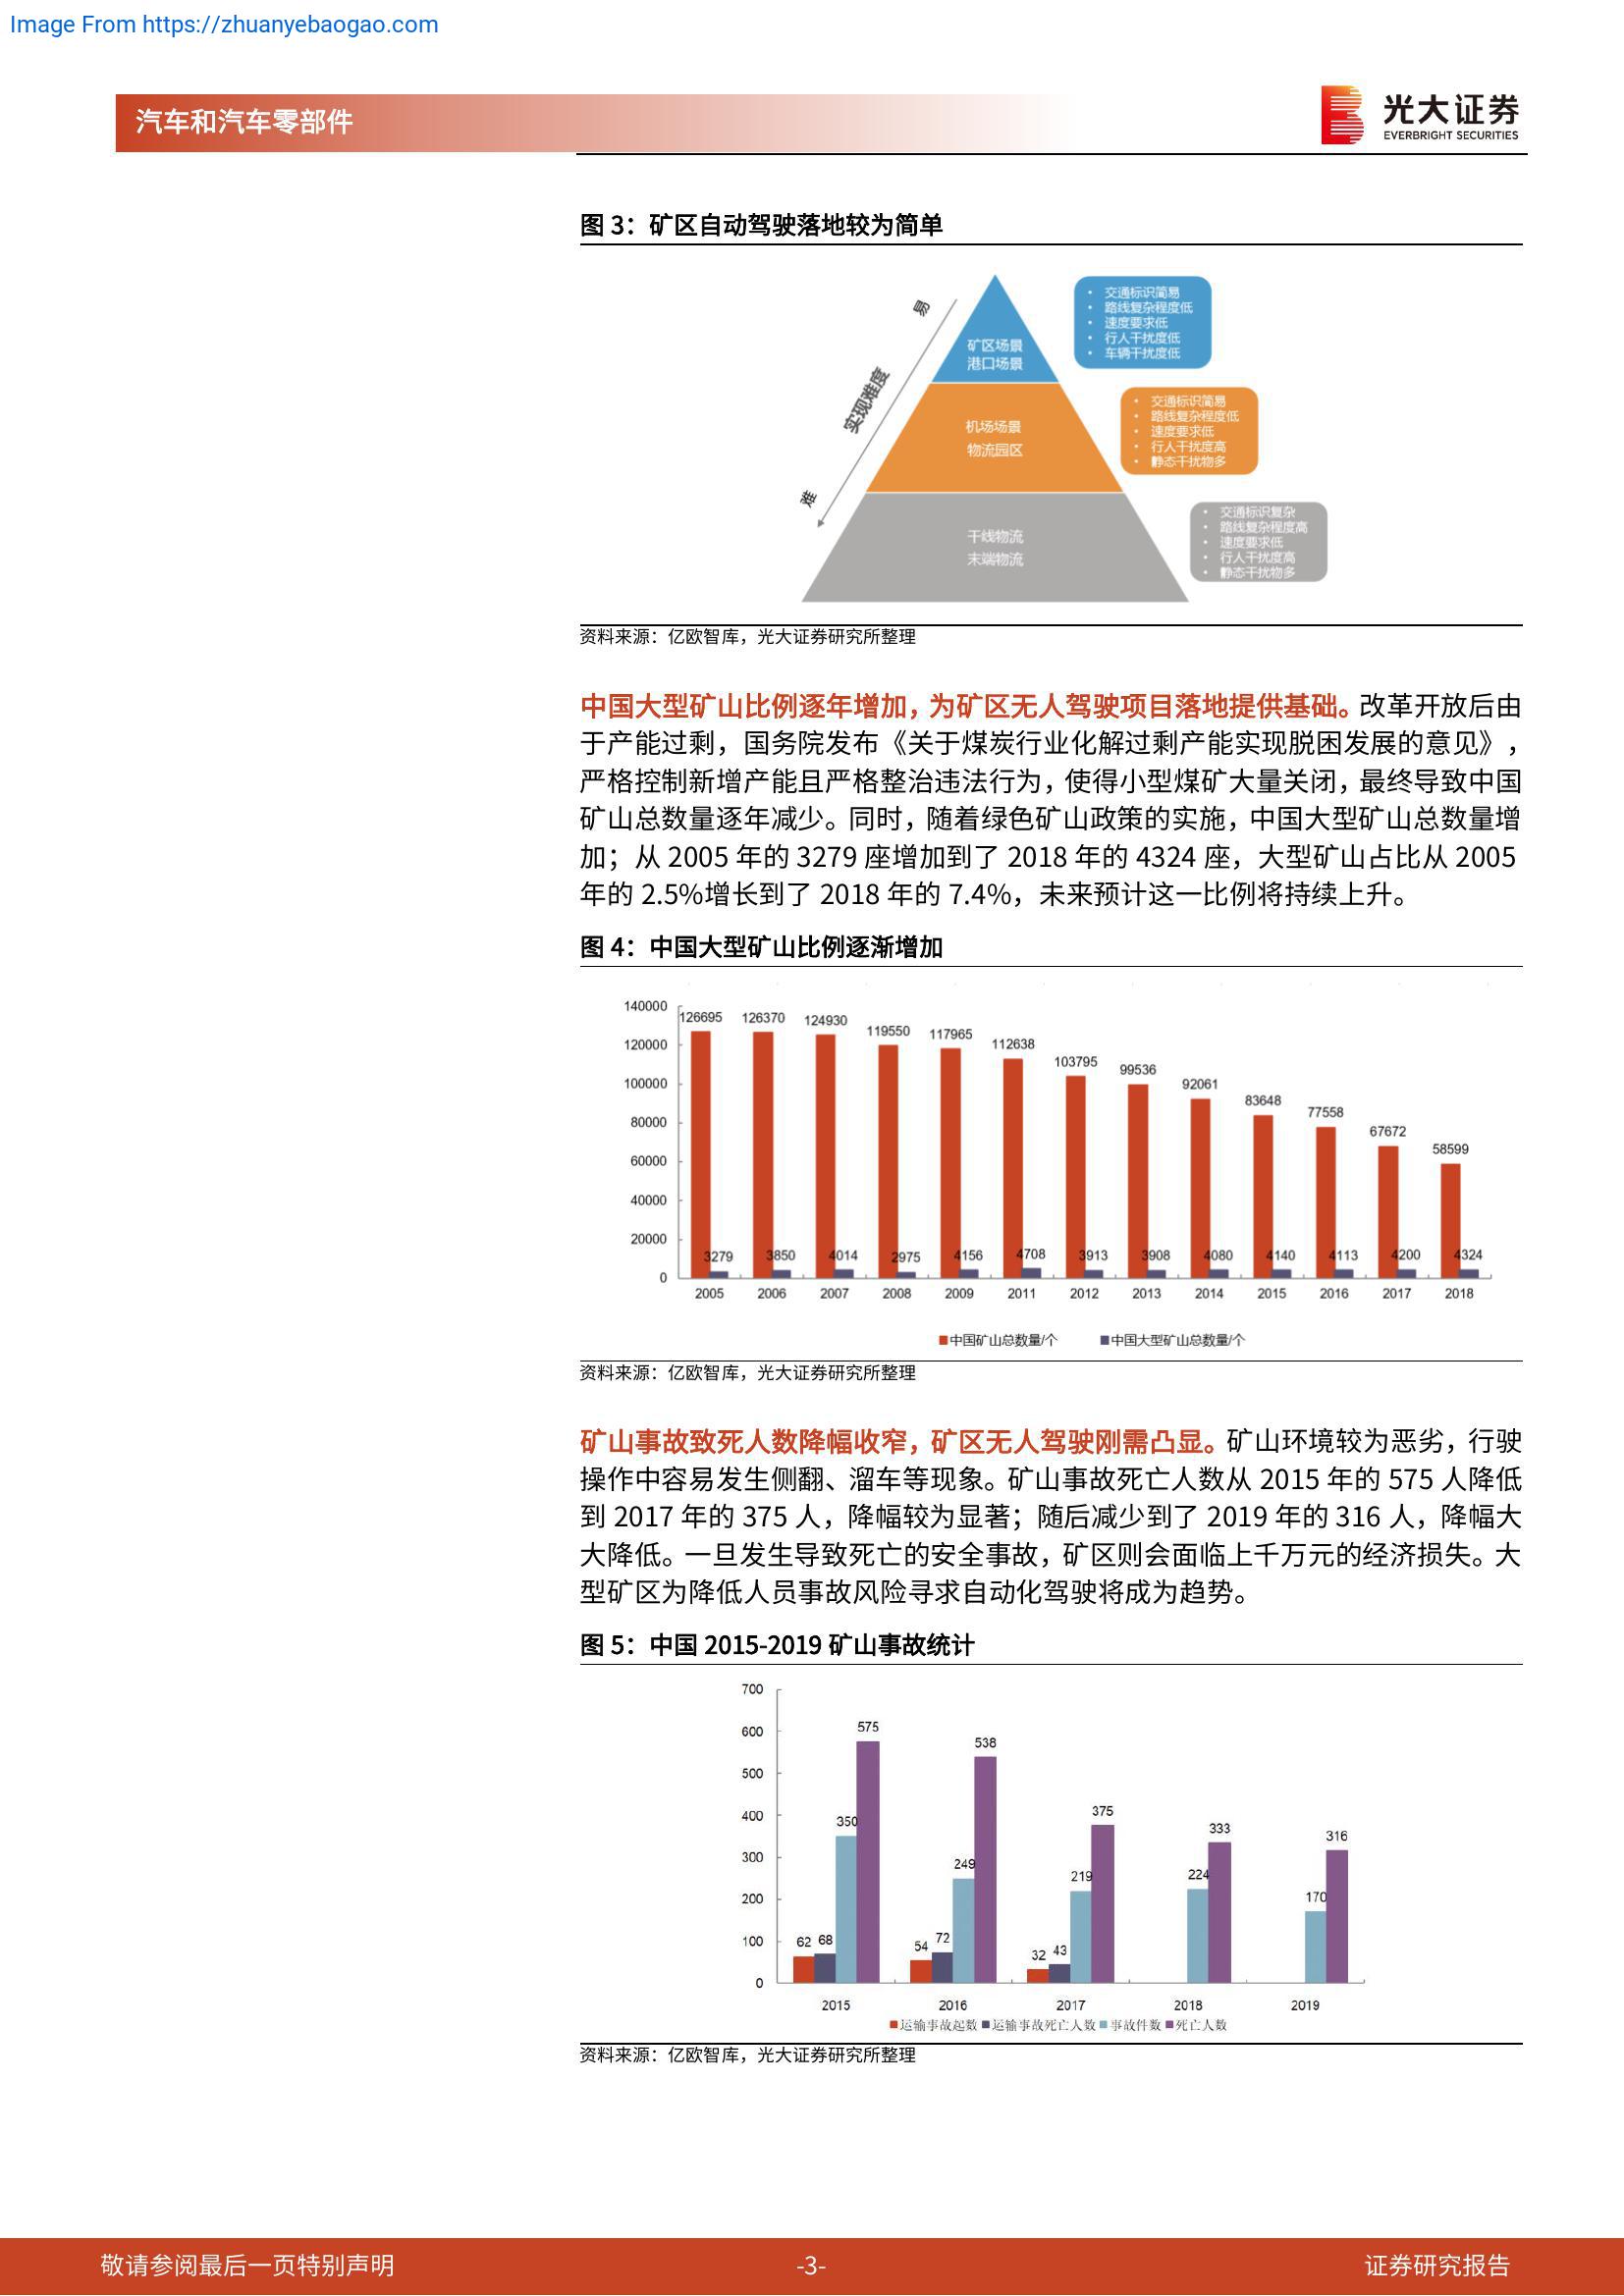 Image From https://zhuanyebaogao.com
汽车和汽车零部件
光大证券
EVERBRIGHT SECURITIES
图 3：矿区自动驾驶落地较为简单
易
实现难度
难
矿区场景
港口场景
• 交通标识简易
• 路线复杂程度低
• 速度要求低
• 行人干扰度低
• 车辆干扰度低
机场场景
物流园区
• 交通标识简易
• 路线复杂程度低
• 速度要求低
• 行人干扰度高
• 静态干扰物多
干线物流
末端物流
• 交通标识复杂
• 路线复杂程度高
• 速度要求低
• 行人干扰度高
• 静态干扰物多
资料来源：亿欧智库，光大证券研究所整理
中国大型矿山比例逐年增加，为矿区无人驾驶项目落地提供基础。改革开放后由
于产能过剩，国务院发布《关于煤炭行业化解过剩产能实现脱困发展的意见》，
严格控制新增产能且严格整治违法行为，使得小型煤矿大量关闭，最终导致中国
矿山总数量逐年减少。同时，随着绿色矿山政策的实施，中国大型矿山总数量增
加；从 2005 年的 3279 座增加到了 2018 年的 4324 座，大型矿山占比从 2005
年的 2.5%增长到了 2018 年的 7.4%，未来预计这一比例将持续上升。
图 4：中国大型矿山比例逐渐增加
140000
120000
100000
80000
60000
40000
20000
0
126695 126370 124930 119550 117965 112638 103795 99536 92061 83648 77558 67672 58599
3279 3850 4014 2975 4156 4708 3913 3908 4080 4140 4113 4200 4324
2005 2006 2007 2008 2009 2011 2012 2013 2014 2015 2016 2017 2018
中国矿山总数量/个 中国大型矿山总数量/个
资料来源：亿欧智库，光大证券研究所整理
矿山事故致死人数降幅收窄，矿区无人驾驶刚需凸显。矿山环境较为恶劣，行驶
操作中容易发生侧翻、溜车等现象。矿山事故死亡人数从 2015 年的 575 人降低
到 2017 年的 375 人，降幅较为显著；随后减少到了 2019 年的 316 人，降幅大
大降低。一旦发生导致死亡的安全事故，矿区则会面临上千万元的经济损失。大
型矿区为降低人员事故风险寻求自动化驾驶将成为趋势。
图 5：中国 2015-2019 矿山事故统计
700
600
500
400
300
200
100
0
62 68 350 575
54 72 249 538
32 43 219 375
224 333
170 316
2015 2016 2017 2018 2019
运输事故起数 运输事故死亡人数 事故件数 死亡人数
资料来源：亿欧智库，光大证券研究所整理
敬请参阅最后一页特别声明
-3-
证券研究报告